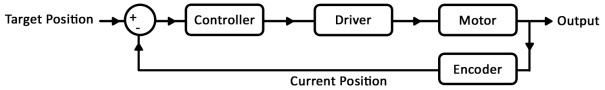 Target Position
+
-
Controller
Driver
Motor
Output
Encoder
Current Position